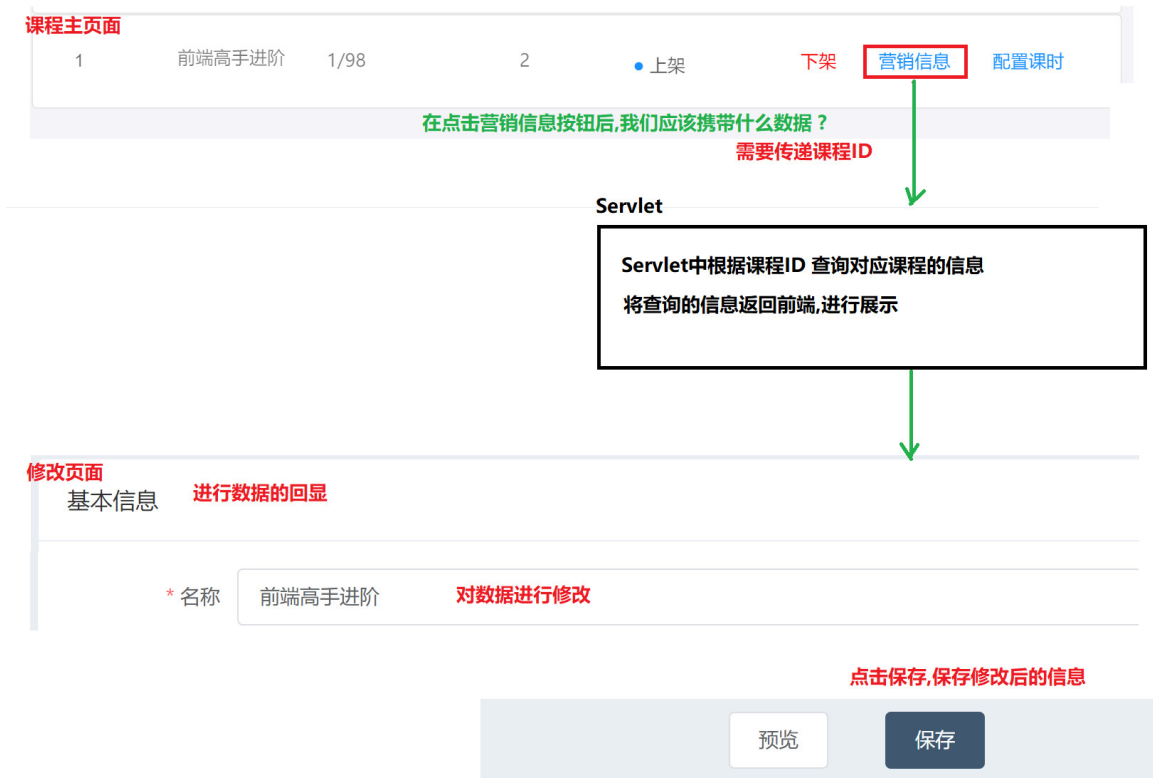 课程主页面
1 前端高手进阶 1/98 2 上架 下架 营销信息 配置课时
在点击营销信息按钮后,我们应该携带什么数据？
需要传递课程ID
Servlet
Servlet中根据课程ID 查询对应课程的信息
将查询的信息返回前端,进行展示
修改页面
基本信息 进行数据的回显
* 名称 前端高手进阶 对数据进行修改
点击保存,保存修改后的信息
预览 保存